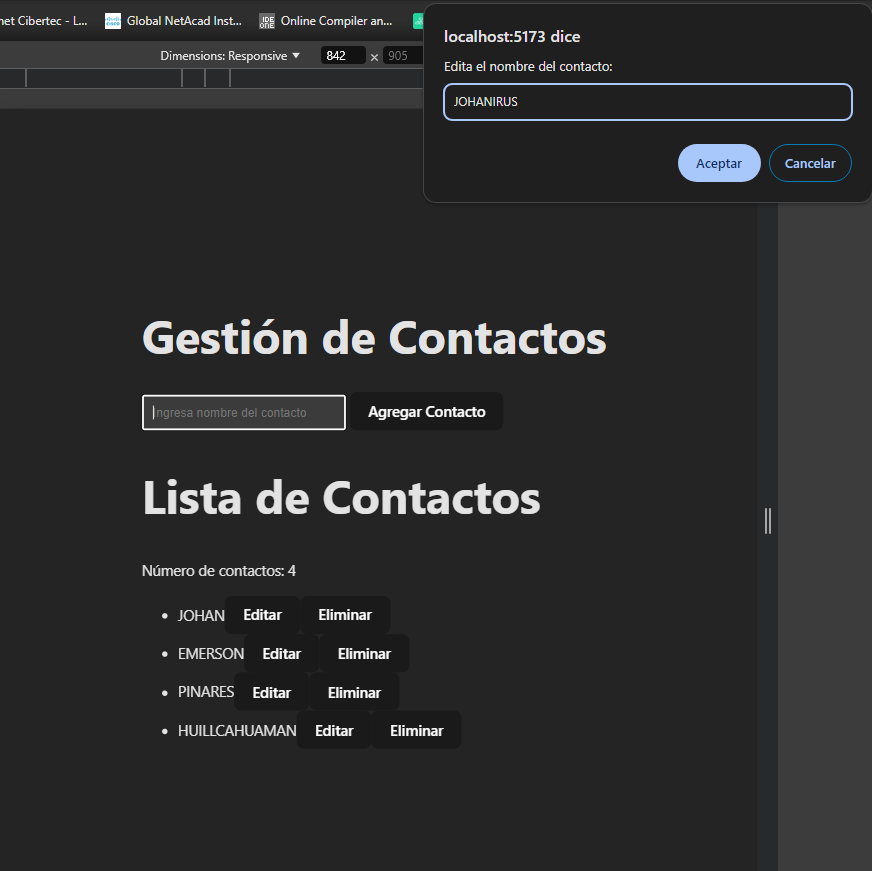 net Cibertec - L... Global NetAcad Inst... IDE ONE Online Compiler an...
localhost:5173 dice
Dimensions: Responsive ▼ 842 × 905
Edita el nombre del contacto:
JOHANIRUS
Aceptar Cancelar
Gestión de Contactos
Ingresa nombre del contacto Agregar Contacto
Lista de Contactos
Número de contactos: 4
• JOHAN Editar Eliminar
• EMERSON Editar Eliminar
• PINARES Editar Eliminar
• HUILLCAHUAMAN Editar Eliminar